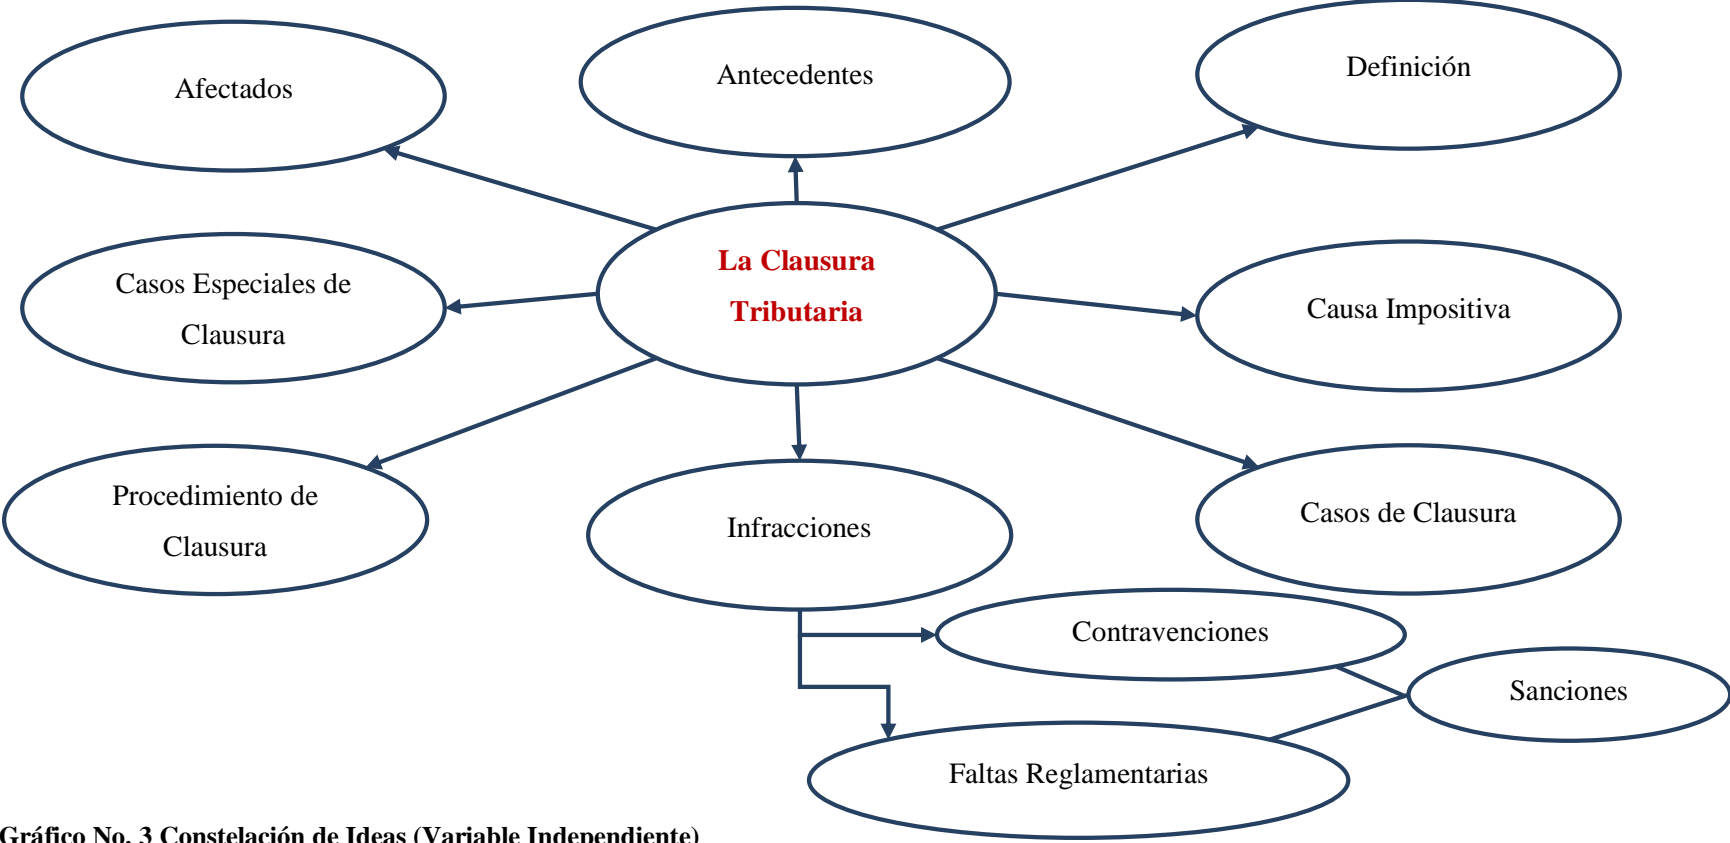 Afectados
Antecedentes
Definición
La Clausura
Tributaria
Casos Especiales de
Clausura
Causa Impositiva
Procedimiento de
Clausura
Infracciones
Casos de Clausura
Contravenciones
Sanciones
Faltas Reglamentarias
Gráfico No. 3 Constelación de Ideas (Variable Independiente)